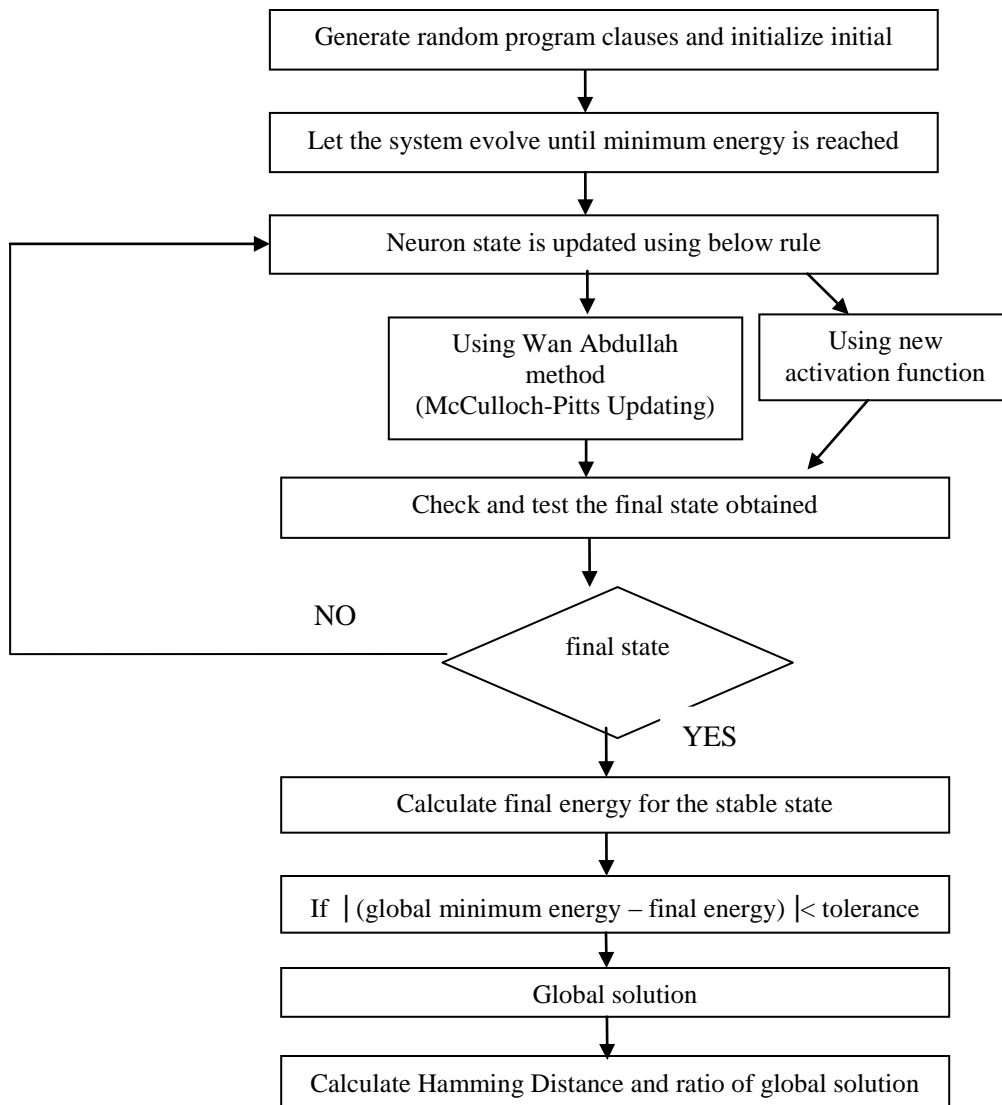 Generate random program clauses and initialize initial
Let the system evolve until minimum energy is reached
Neuron state is updated using below rule
Using Wan Abdullah
method
(McCulloch-Pitts Updating)
Using new
activation function
Check and test the final state obtained
NO
final state
YES
Calculate final energy for the stable state
If |(global minimum energy – final energy) |< tolerance
Global solution
Calculate Hamming Distance and ratio of global solution